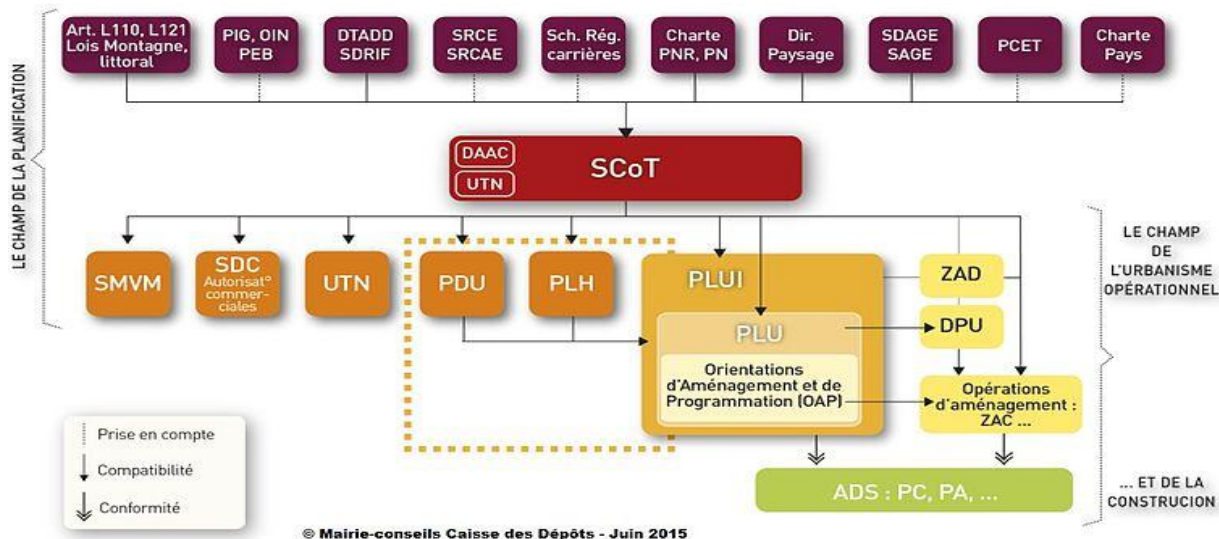 LE CHAMP DE LA PLANIFICATION
Art. L110, L121
Lois Montagne,
littoral
PIG, OIN
PEB
DTADD
SDRIF
SRCE
SRCAE
Sch. Rég.
carrières
Charte
PNR, PN
Dir.
Paysage
SDAGE
SAGE
PCET
Charte
Pays
DAAC
UTN
SCoT
SMVM
SDC
Autorisat°
commer-
ciales
UTN
PDU
PLH
PLUI
PLU
Orientations
d'Aménagement et de
Programmation (OAP)
ZAD
DPU
Opérations
d'aménagement :
ZAC ...
LE CHAMP
DE
L'URBANISME
OPÉRATIONNEL
Prise en compte
Compatibilité
Conformité
ADS : PC, PA, ...
... ET DE LA
CONSTRUCION
© Mairie-conseils Caisse des Dépôts - Juin 2015